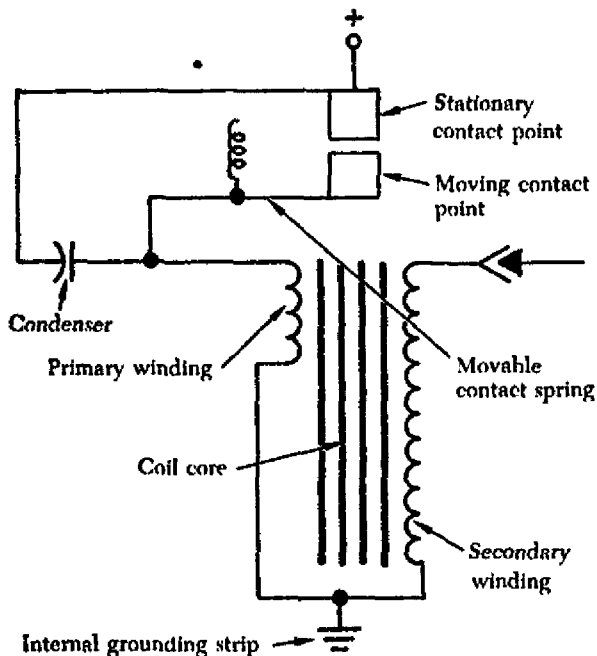 +
Stationary
contact point
Moving contact
point
Condenser
Primary winding
Movable
contact spring
Coil core
Secondary
winding
Internal grounding strip